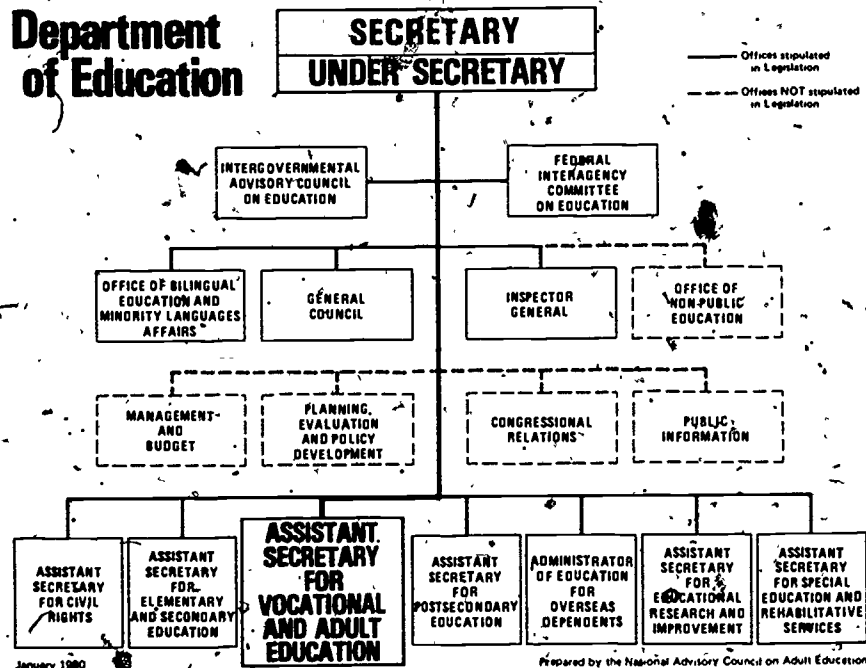 Department
of Education
SECRETARY
UNDER SECRETARY
Offices stipulated
in Legislation
Offices NOT stipulated
in Legislation
INTERGOVERNMENTAL
ADVISORY COUNCIL
ON EDUCATION
FEDERAL
INTERAGENCY
COMMITTEE
ON EDUCATION
OFFICE OF BILINGUAL
EDUCATION AND
MINORITY LANGUAGES
AFFAIRS
GENERAL
COUNCIL
INSPECTOR
GENERAL
OFFICE OF
NON-PUBLIC
EDUCATION
MANAGEMENT
AND
BUDGET
PLANNING,
EVALUATION
AND POLICY
DEVELOPMENT
CONGRESSIONAL
RELATIONS
PUBLIC
INFORMATION
ASSISTANT
SECRETARY
FOR CIVIL
RIGHTS
ASSISTANT
SECRETARY
FOR
ELEMENTARY
AND SECONDARY
EDUCATION
ASSISTANT
SECRETARY
FOR
VOCATIONAL
AND ADULT
EDUCATION
ASSISTANT
SECRETARY
FOR
POSTSECONDARY
EDUCATION
ADMINISTRATOR
OF EDUCATION
FOR
OVERSEAS
DEPENDENTS
ASSISTANT
SECRETARY
FOR
EDUCATIONAL
RESEARCH AND
IMPROVEMENT
ASSISTANT
SECRETARY
FOR SPECIAL
EDUCATION AND
REHABILITATIVE
SERVICES
January 1980
Prepared by the National Advisory Council on Adult Education